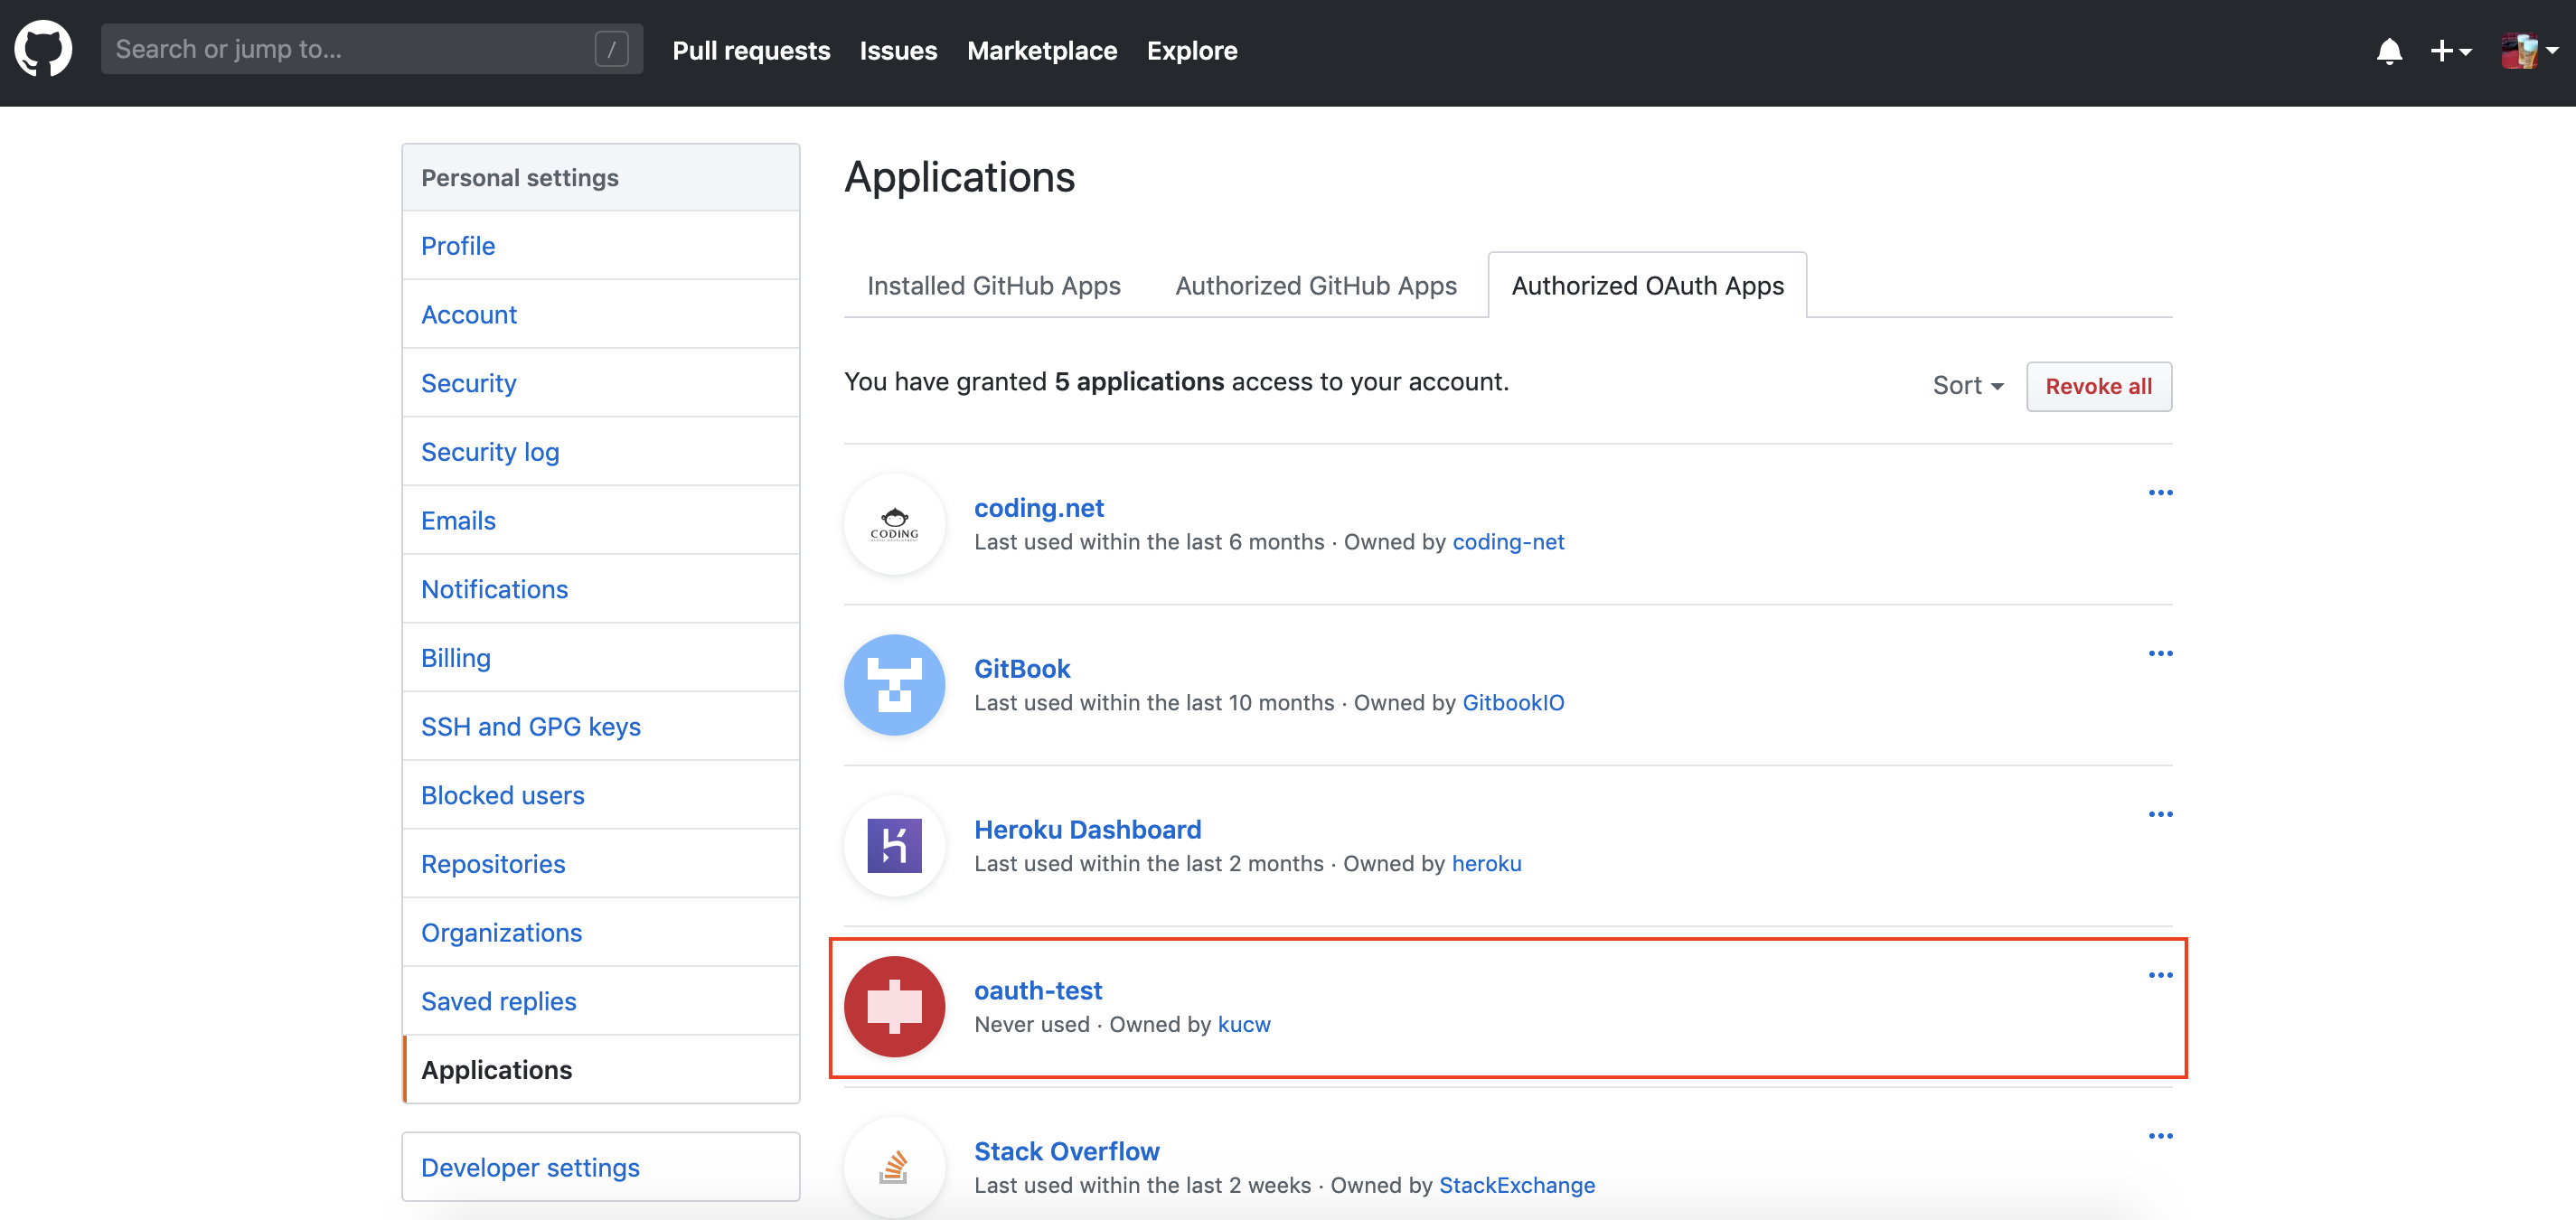 Search or jump to...
/
Pull requests
Issues
Marketplace
Explore
Personal settings
Profile
Account
Security
Security log
Emails
Notifications
Billing
SSH and GPG keys
Blocked users
Repositories
Organizations
Saved replies
Applications
Developer settings
Applications
Installed GitHub Apps
Authorized GitHub Apps
Authorized OAuth Apps
You have granted 5 applications access to your account.
Sort
Revoke all
CODING
coding.net
Last used within the last 6 months · Owned by coding-net
GitBook
Last used within the last 10 months · Owned by GitbookIO
Heroku Dashboard
Last used within the last 2 months · Owned by heroku
oauth-test
Never used · Owned by kucw
Stack Overflow
Last used within the last 2 weeks · Owned by StackExchange